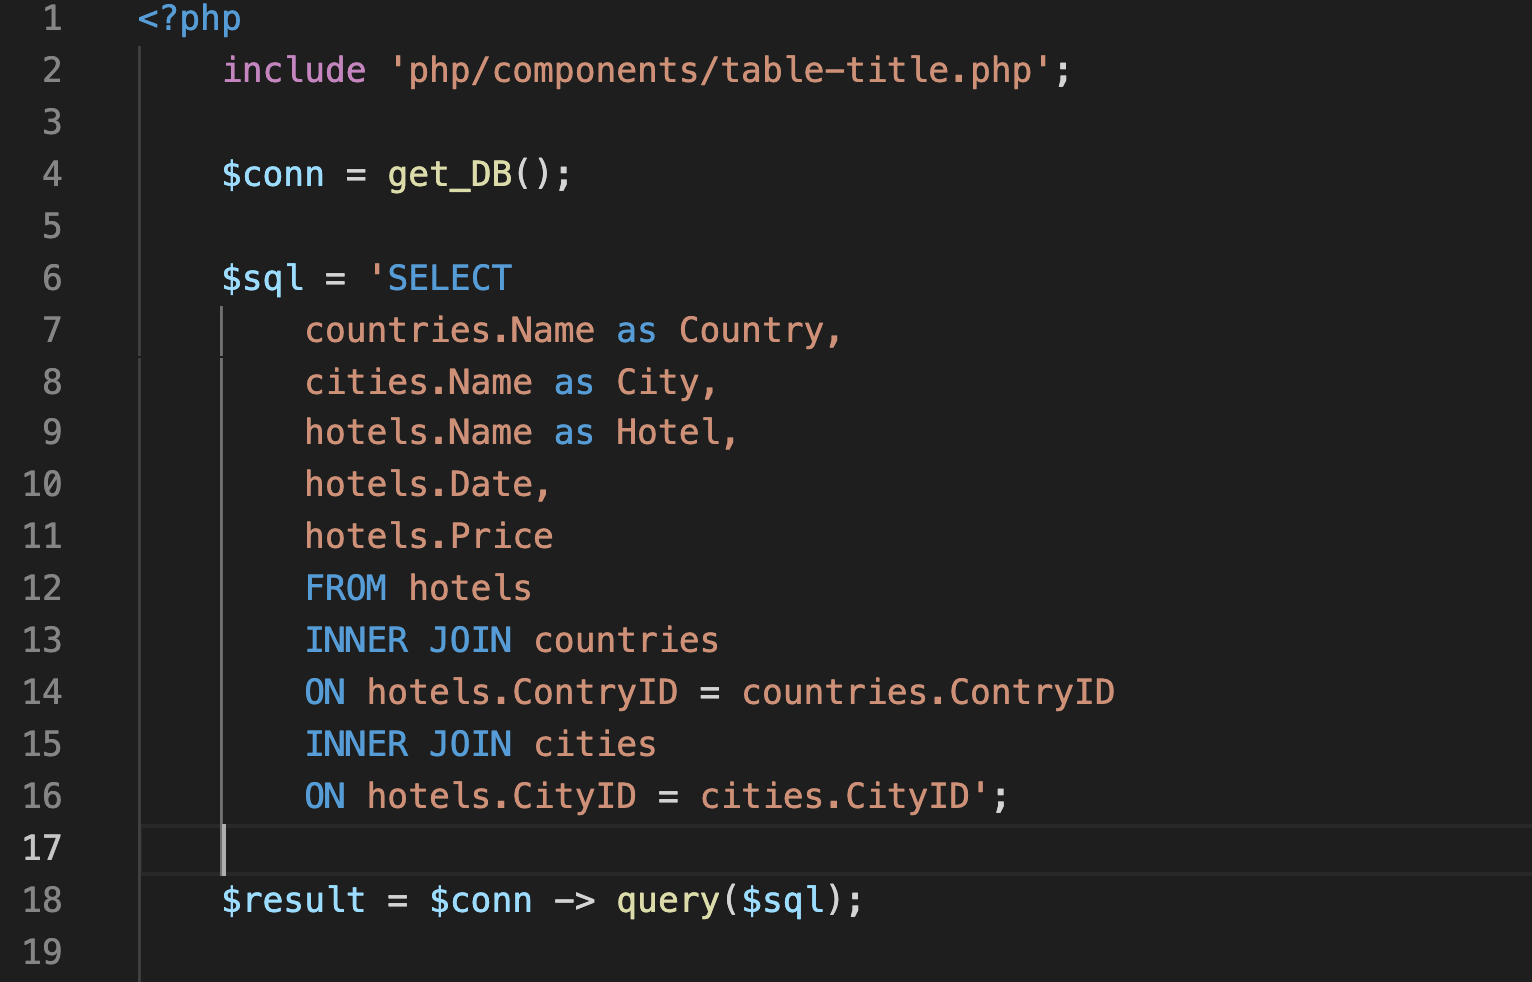 1 <?php
2 include 'php/components/table-title.php';
3
4 $conn = get_DB();
5
6 $sql = 'SELECT
7 countries.Name as Country,
8 cities.Name as City,
9 hotels.Name as Hotel,
10 hotels.Date,
11 hotels.Price
12 FROM hotels
13 INNER JOIN countries
14 ON hotels.ContryID = countries.ContryID
15 INNER JOIN cities
16 ON hotels.CityID = cities.CityID';
17
18 $result = $conn -> query($sql);
19